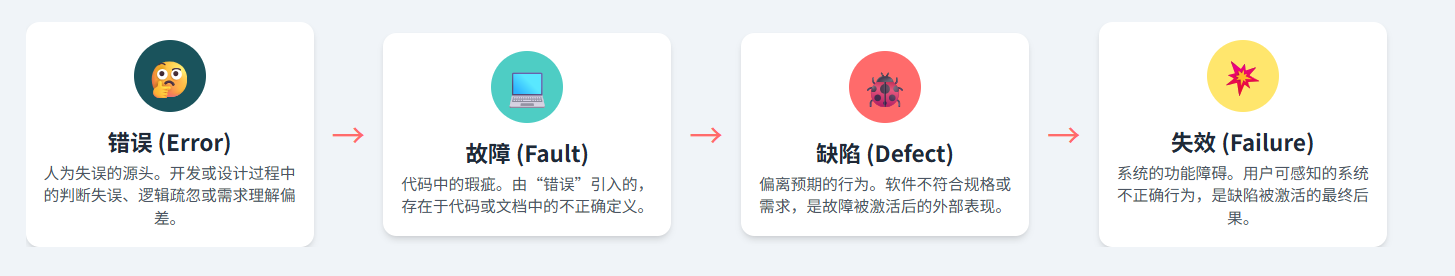 错误 (Error)
人为失误的源头。开发或设计过程中
的判断失误、逻辑疏忽或需求理解偏
差。
→
故障 (Fault)
代码中的瑕疵。由“错误”引入的，
存在于代码或文档中的不正确定义。
→
缺陷 (Defect)
偏离预期的行为。软件不符合规格或
需求，是故障被激活后的外部表现。
→
失效 (Failure)
系统的功能障碍。用户可感知的系统
不正确行为，是缺陷被激活的最终后
果。